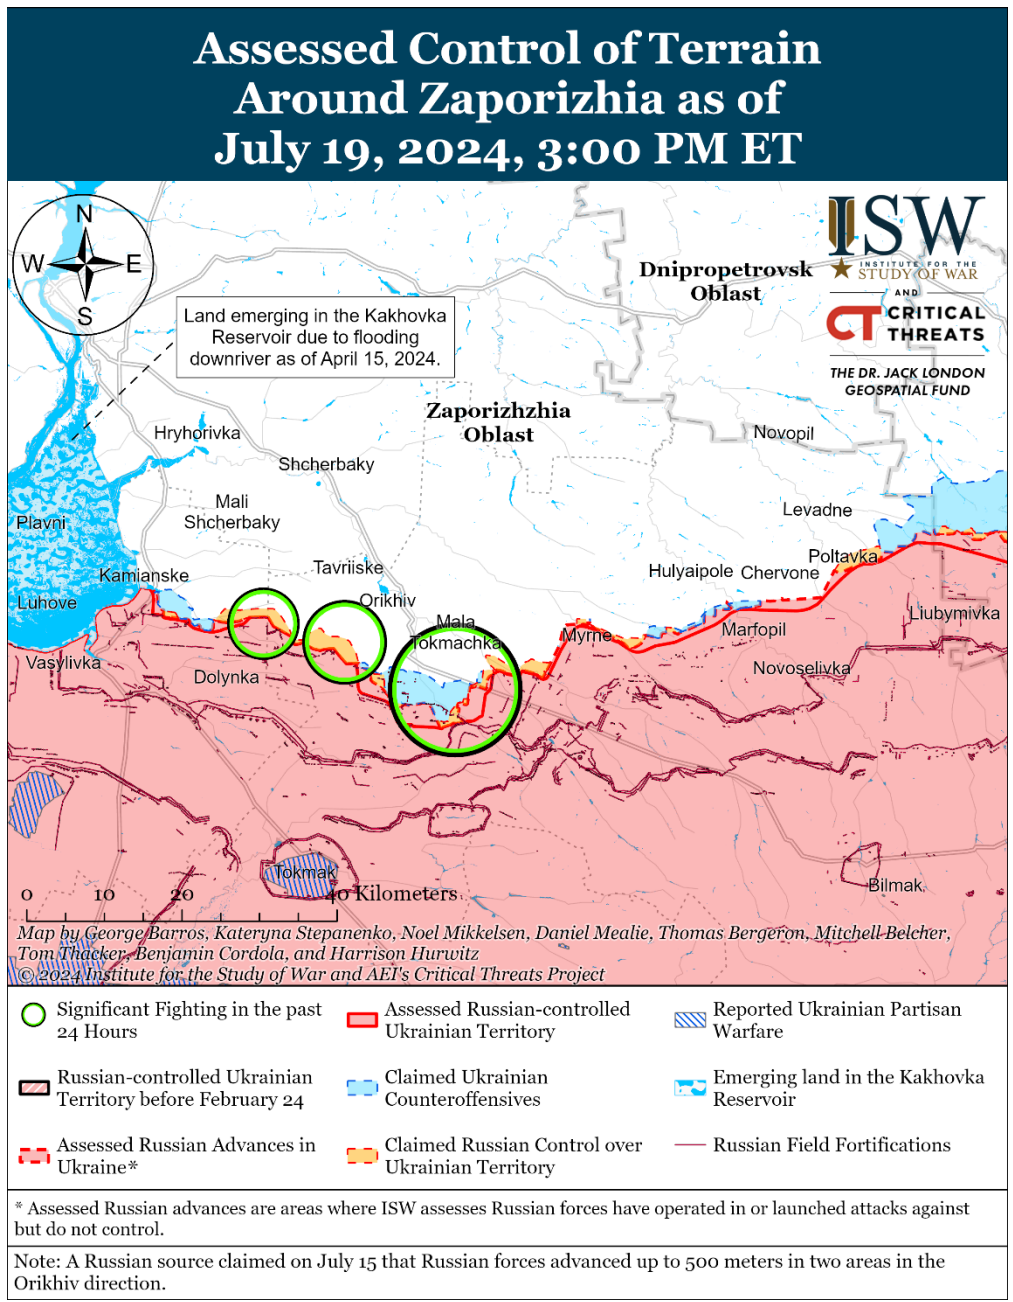 Assessed Control of Terrain
Around Zaporizhia as of
July 19, 2024, 3:00 PM ET
N
W E
S
ISW
INSTITUTE FOR THE
STUDY OF WAR
AND
CT CRITICAL
THREATS
THE DR. JACK LONDON
GEOSPATIAL FUND
Dnipropetrovsk
Oblast
Land emerging in the Kakhovka
Reservoir due to flooding
downriver as of April 15, 2024.
Zaporizhzhia
Oblast
Hryhorivka
Novopil
Shcherbaky
Mali
Shcherbaky
Levadne
Plavni
Poltavka
Tavriiske
Kamianske
Hulyaipole
Chervone
Luhove
Orikhiv
Liubymivka
Mala
Tokmachka
Myrne
Marfopil
Vasylivka
Dolynka
Novoselivka
Tokmak
Bilmak
0 10 20 40 Kilometers
Map by George Barros, Kateryna Stepanenko, Noel Mikkelsen, Daniel Mealie, Thomas Bergeron, Mitchell Belcher,
Tom Thacker, Benjamin Cordola, and Harrison Hurwitz
© 2024 Institute for the Study of War and AEI's Critical Threats Project
Significant Fighting in the past
24 Hours
Russian-controlled Ukrainian
Territory before February 24
Assessed Russian Advances in
Ukraine*
Assessed Russian-controlled
Ukrainian Territory
Claimed Ukrainian
Counteroffensives
Claimed Russian Control over
Ukrainian Territory
Reported Ukrainian Partisan
Warfare
Emerging land in the Kakhovka
Reservoir
Russian Field Fortifications
* Assessed Russian advances are areas where ISW assesses Russian forces have operated in or launched attacks against
but do not control.
Note: A Russian source claimed on July 15 that Russian forces advanced up to 500 meters in two areas in the
Orikhiv direction.